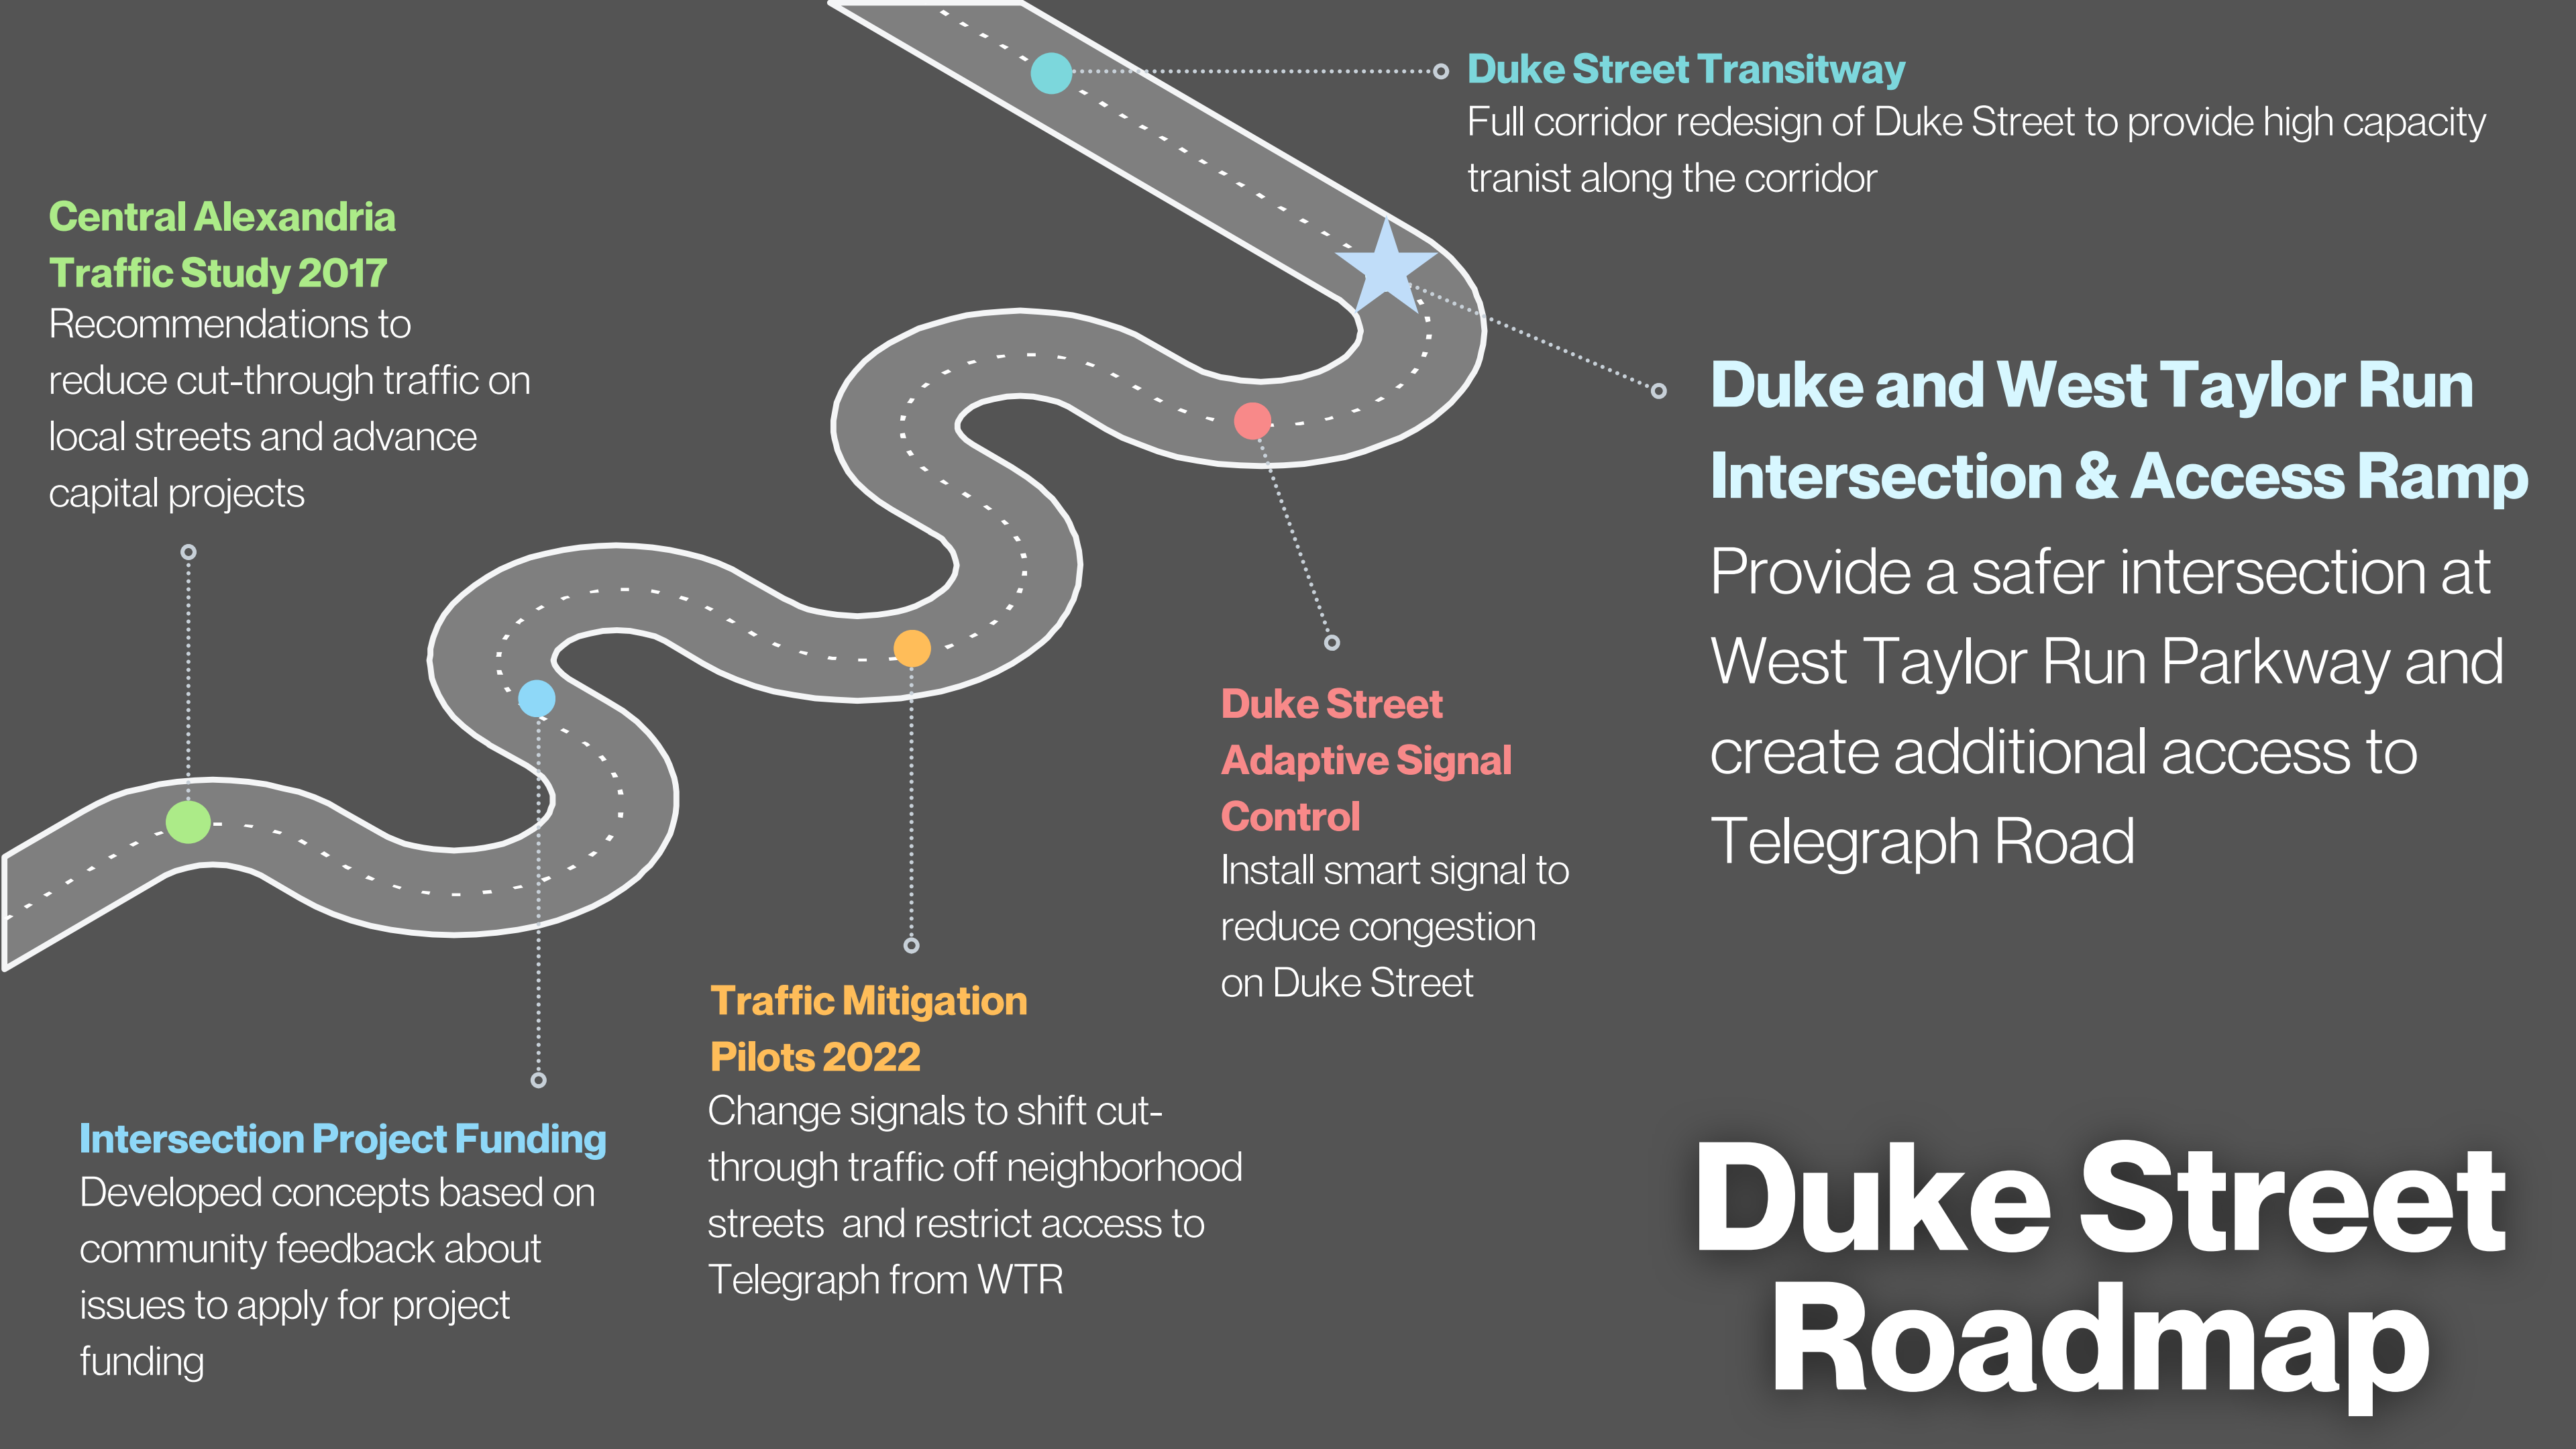 Duke Street Transitway
Full corridor redesign of Duke Street to provide high capacity
tranist along the corridor
Central Alexandria
Traffic Study 2017
Recommendations to
reduce cut-through traffic on
local streets and advance
capital projects
Duke and West Taylor Run
Intersection & Access Ramp
Provide a safer intersection at
West Taylor Run Parkway and
create additional access to
Telegraph Road
Duke Street
Adaptive Signal
Control
Install smart signal to
reduce congestion
on Duke Street
Traffic Mitigation
Pilots 2022
Change signals to shift cut-
through traffic off neighborhood
streets  and restrict access to
Telegraph from WTR
Intersection Project Funding
Developed concepts based on
community feedback about
issues to apply for project
funding
Duke Street
Roadmap